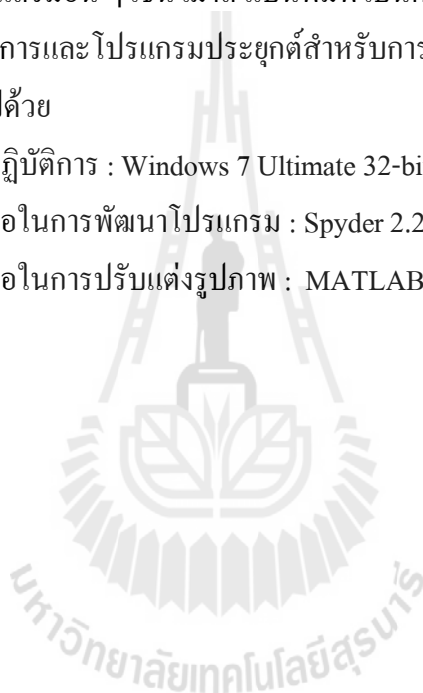 การและโปรแกรมประยุกต์สำหรับการ
ด้วย
ฏิบัติการ : Windows 7 Ultimate 32-bi
อในการพัฒนาโปรแกรม : Spyder 2.2
อในการปรับแต่งรูปภาพ : MATLAB
มหาวิทยาลัยเทคโนโลยีสุรนารี